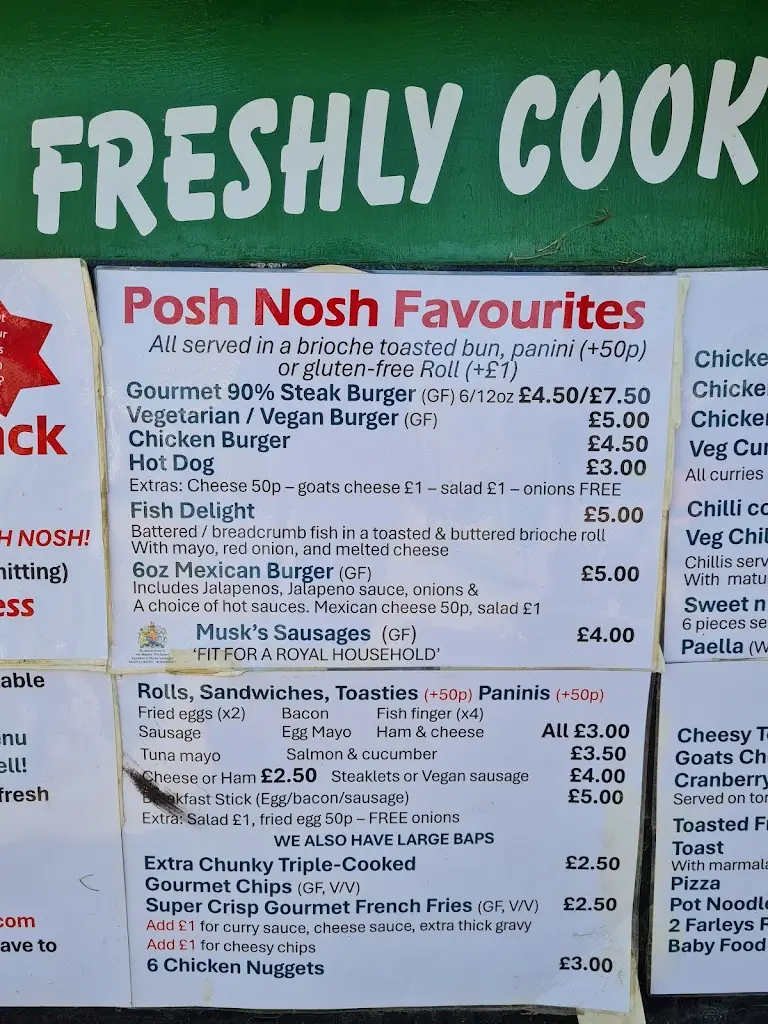 FRESHLY COOK
Posh Nosh Favourites
All served in a brioche toasted bun, panini (+50p)
or gluten-free Roll (+£1)
Gourmet 90% Steak Burger (GF) 6/12oz £4.50/£7.50
Vegetarian / Vegan Burger (GF) £5.00
Chicken Burger £4.50
Hot Dog £3.00
Extras: Cheese 50p – goats cheese £1 – salad £1 – onions FREE
Fish Delight £5.00
Battered / breadcrumb fish in a toasted & buttered brioche roll
With mayo, red onion, and melted cheese
6oz Mexican Burger (GF) £5.00
Includes Jalapenos, Jalapeno sauce, onions &
A choice of hot sauces. Mexican cheese 50p, salad £1
Musk's Sausages (GF) £4.00
'FIT FOR A ROYAL HOUSEHOLD'
Rolls, Sandwiches, Toasties (+50p) Paninis (+50p)
Fried eggs (x2) Bacon Fish finger (x4)
Sausage Egg Mayo Ham & cheese All £3.00
Tuna mayo Salmon & cucumber £3.50
Cheese or Ham £2.50 Steaklets or Vegan sausage £4.00
Breakfast Stick (Egg/bacon/sausage) £5.00
Extra: Salad £1, fried egg 50p – FREE onions
WE ALSO HAVE LARGE BAPS
Extra Chunky Triple-Cooked £2.50
Gourmet Chips (GF, V/V)
Super Crisp Gourmet French Fries (GF, V/V) £2.50
Add £1 for curry sauce, cheese sauce, extra thick gravy
Add £1 for cheesy chips
6 Chicken Nuggets £3.00
ack
H NOSH!
nitting)
ess
able
enu
ell!
fresh
com
ave to
Chicke
Chicke
Chicken
Veg Cur
All curries
Chilli co
Veg Chil
Chillis serv
With matu
Sweet n
6 pieces se
Paella (W
Cheesy T
Goats Ch
Cranberry
Served on to
Toasted F
Toast
With marmala
Pizza
Pot Noodle
2 Farleys R
Baby Food